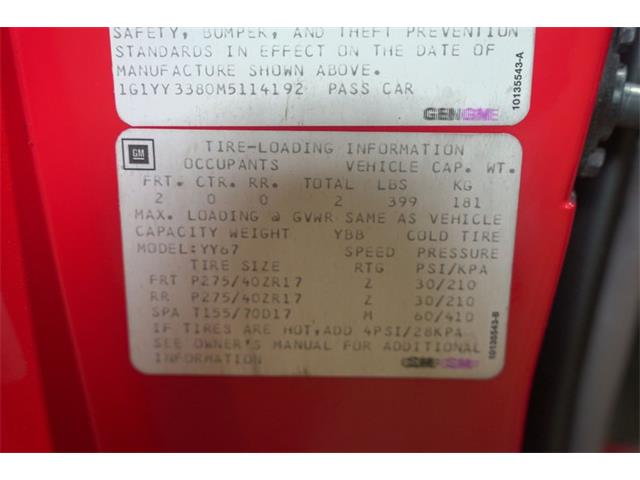 SAFETY, BUMPER, AND THEFT PREVENTION
STANDARDS IN EFFECT ON THE DATE OF
MANUFACTURE SHOWN ABOVE.
1G1YY3380M5114192 PASS CAR
GENGME
10135543-A
GM
TIRE-LOADING INFORMATION
OCCUPANTS VEHICLE CAP. WT.
FRT. CTR. RR. TOTAL LBS KG
2 0 0 2 399 181
MAX. LOADING @ GVWR SAME AS VEHICLE
CAPACITY WEIGHT YBB COLD TIRE
MODEL:YY67 SPEED PRESSURE
TIRE SIZE RTG PSI/KPA
FRT P275/40ZR17 Z 30/210
RR P275/40ZR17 Z 30/210
SPA T155/70D17 M 60/410
IF TIRES ARE HOT,ADD 4PSI/28KPA
SEE OWNER'S MANUAL FOR ADDITIONAL
INFORMATION
10135543-B